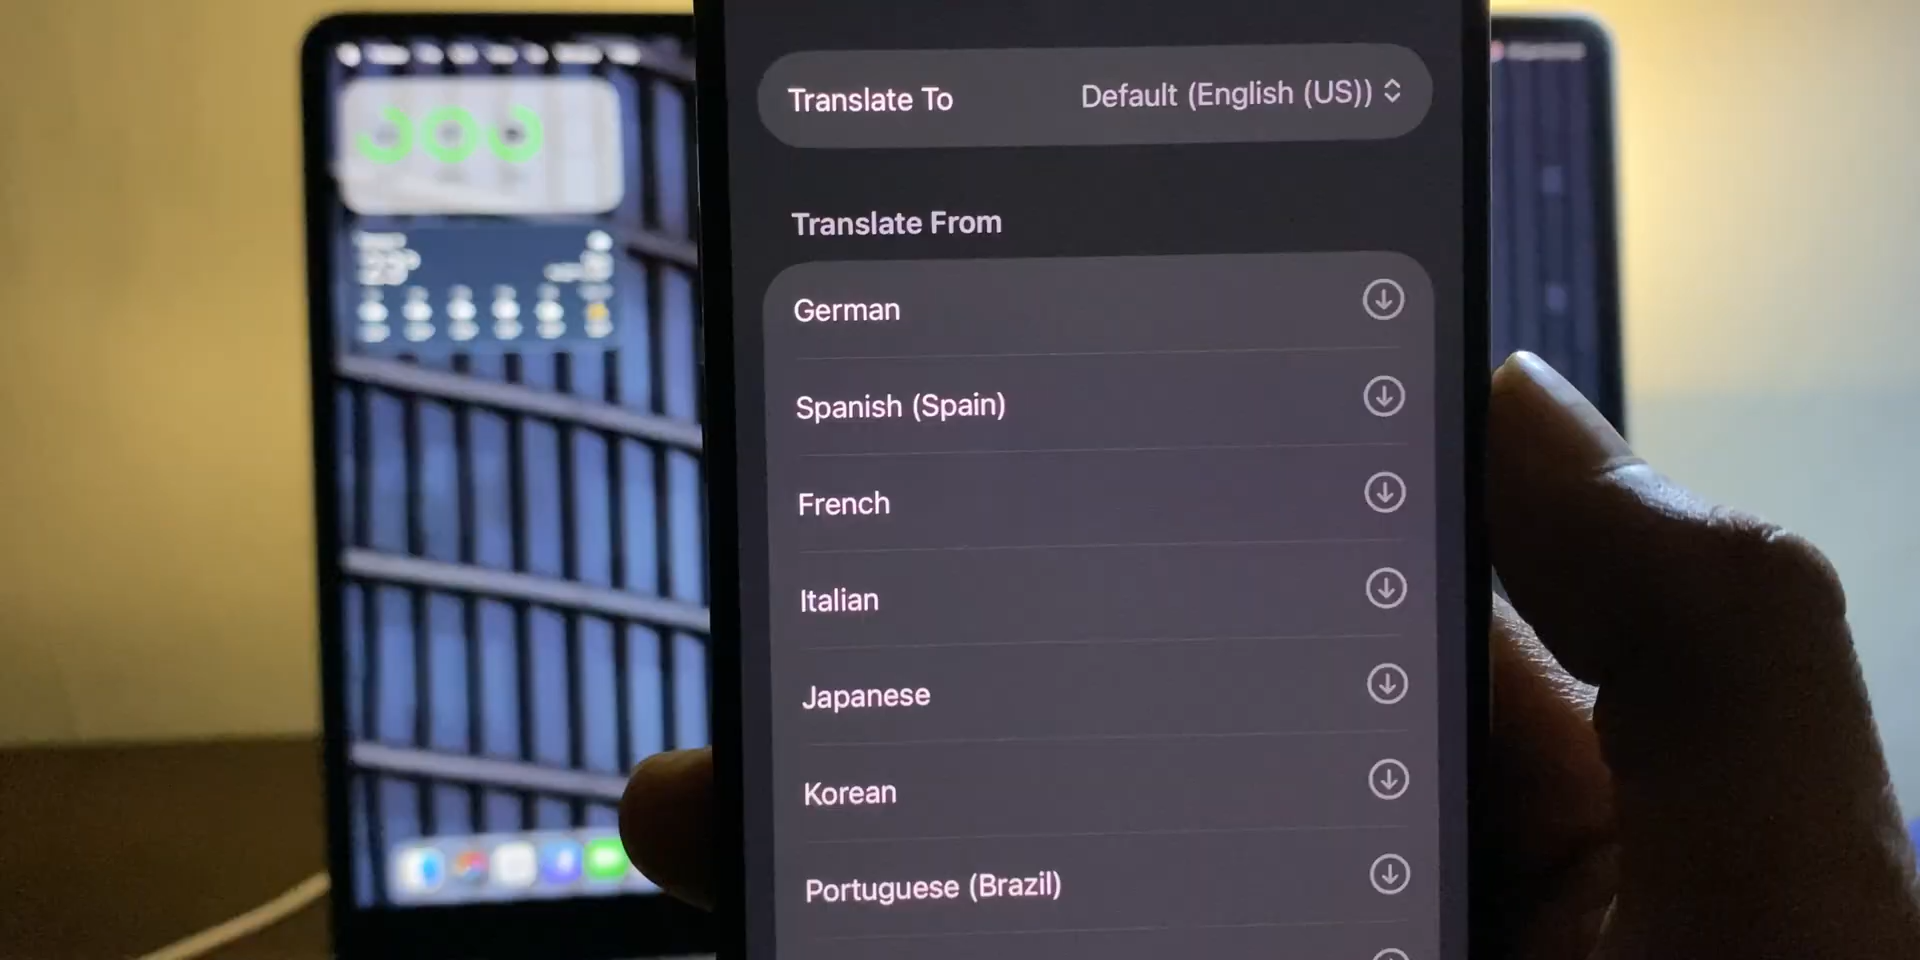 Translate To
Default (English (US))
Translate From
German
Spanish (Spain)
French
Italian
Japanese
Korean
Portuguese (Brazil)